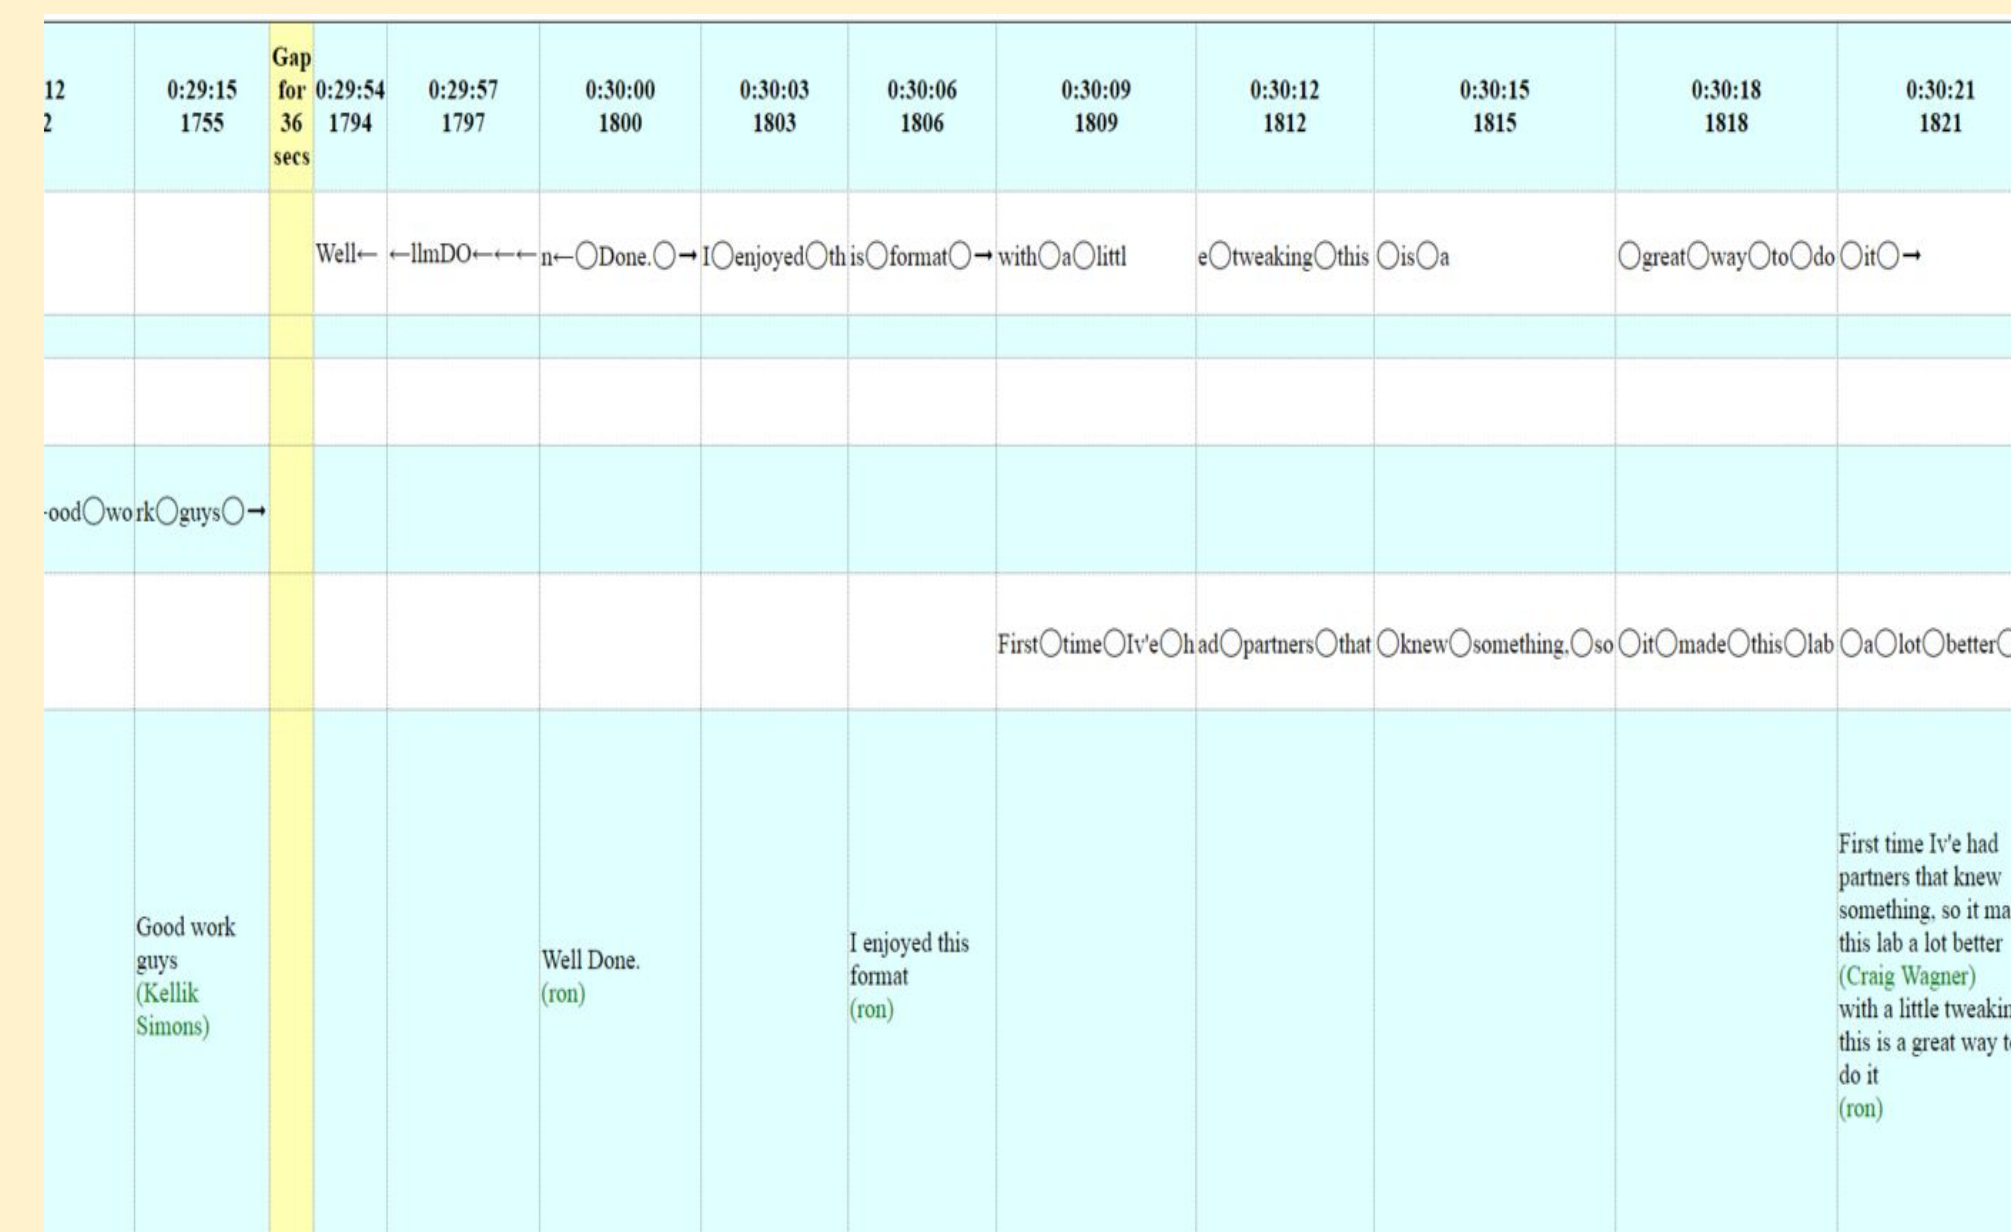 12
2
0:29:15
1755
Gap
for
36
secs
0:29:54
1794
0:29:57
1797
0:30:00
1800
0:30:03
1803
0:30:06
1806
0:30:09
1809
0:30:12
1812
0:30:15
1815
0:30:18
1818
0:30:21
1821
Well← ←llmDO←←← n←○Done.○→ I○enjoyed○th is○format○→ with○a○littl e○tweaking○this ○is○a ○great○way○to○do ○it○→
ood○wo rk○guys○→
First○time○Iv'e○h ad○partners○that ○knew○something,○so ○it○made○this○lab ○a○lot○better○
Good work
guys
(Kellik
Simons)
Well Done.
(ron)
I enjoyed this
format
(ron)
First time Iv'e had
partners that knew
something, so it ma
this lab a lot better
(Craig Wagner)
with a little tweakin
this is a great way t
do it
(ron)